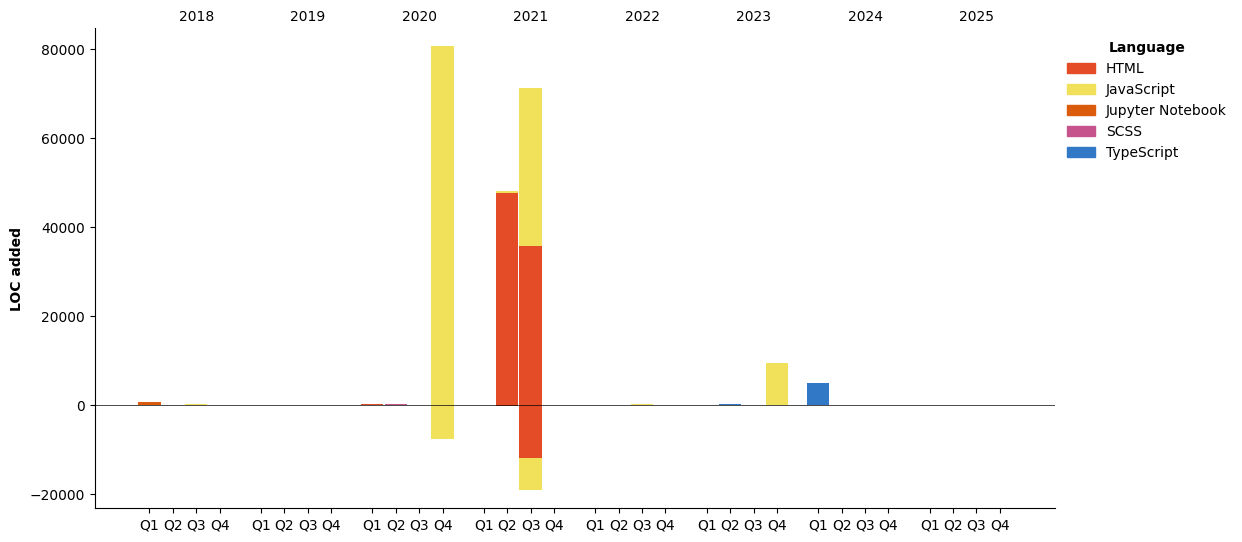 2018 2019 2020 2021 2022 2023 2024 2025
Language
HTML
JavaScript
Jupyter Notebook
SCSS
TypeScript
LOC added
80000
60000
40000
20000
0
−20000
Q1 Q2 Q3 Q4 Q1 Q2 Q3 Q4 Q1 Q2 Q3 Q4 Q1 Q2 Q3 Q4 Q1 Q2 Q3 Q4 Q1 Q2 Q3 Q4 Q1 Q2 Q3 Q4 Q1 Q2 Q3 Q4